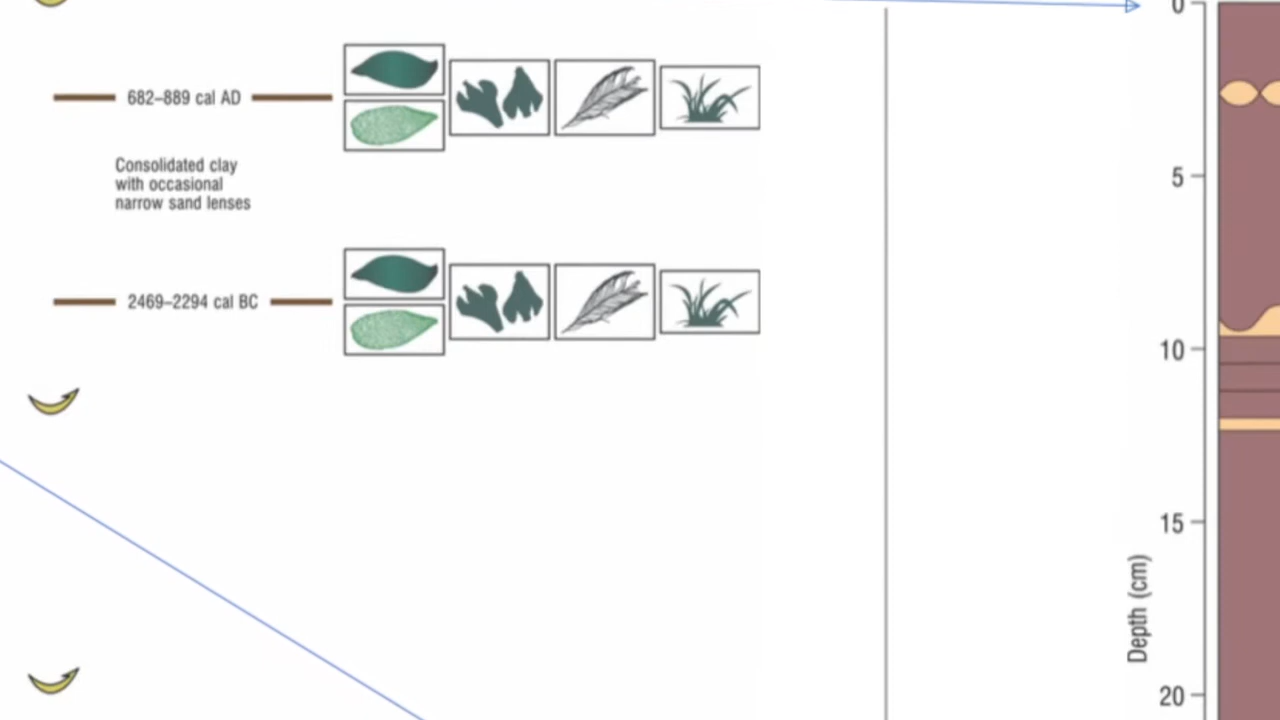 682–889 cal AD
Consolidated clay
with occasional
narrow sand lenses
2469–2294 cal BC
0
5
10
15
20
Depth (cm)